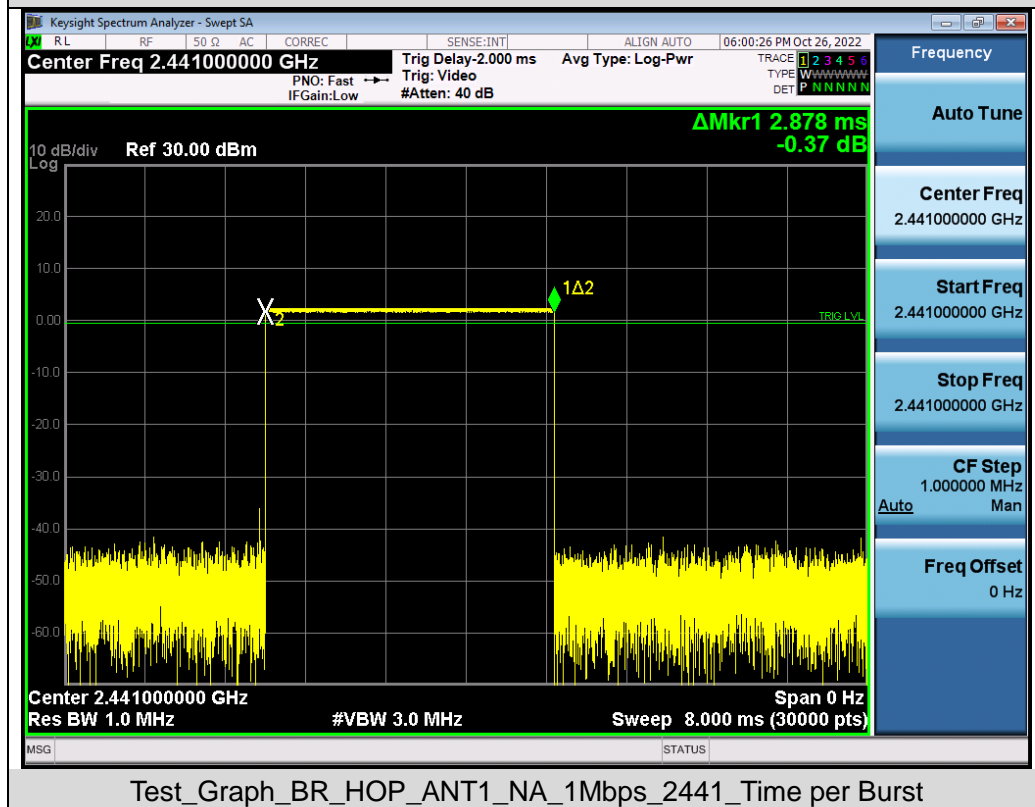 Keysight Spectrum Analyzer - Swept SA
LXI RL RF 50 Ω AC CORREC SENSE:INT ALIGN AUTO 06:00:26 PM Oct 26, 2022
Center Freq 2.441000000 GHz
PNO: Fast
IFGain:Low
Trig Delay-2.000 ms
Trig: Video
#Atten: 40 dB
Avg Type: Log-Pwr
TRACE 1 2 3 4 5 6
TYPE WWWWWW
DET P N N N N N
ΔMkr1 2.878 ms
-0.37 dB
10 dB/div Ref 30.00 dBm
Log
20.0
10.0
0.00
-10.0
-20.0
-30.0
-40.0
-50.0
-60.0
1Δ2
2
TRIG LVL
Center 2.441000000 GHz Span 0 Hz
Res BW 1.0 MHz #VBW 3.0 MHz Sweep 8.000 ms (30000 pts)
MSG STATUS
Frequency
Auto Tune
Center Freq
2.441000000 GHz
Start Freq
2.441000000 GHz
Stop Freq
2.441000000 GHz
CF Step
1.000000 MHz
Auto Man
Freq Offset
0 Hz
Test_Graph_BR_HOP_ANT1_NA_1Mbps_2441_Time per Burst